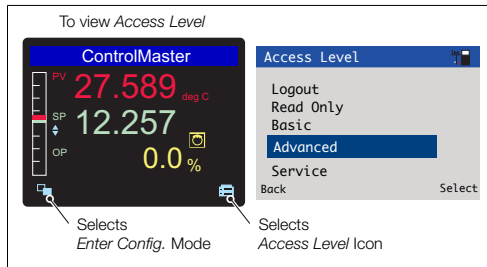 To view Access Level
ControlMaster
PV 27.589 deg C
SP 12.257
OP 0.0 %
Selects
Enter Config. Mode
Selects
Access Level Icon
Access Level
Logout
Read Only
Basic
Advanced
Service
Back Select